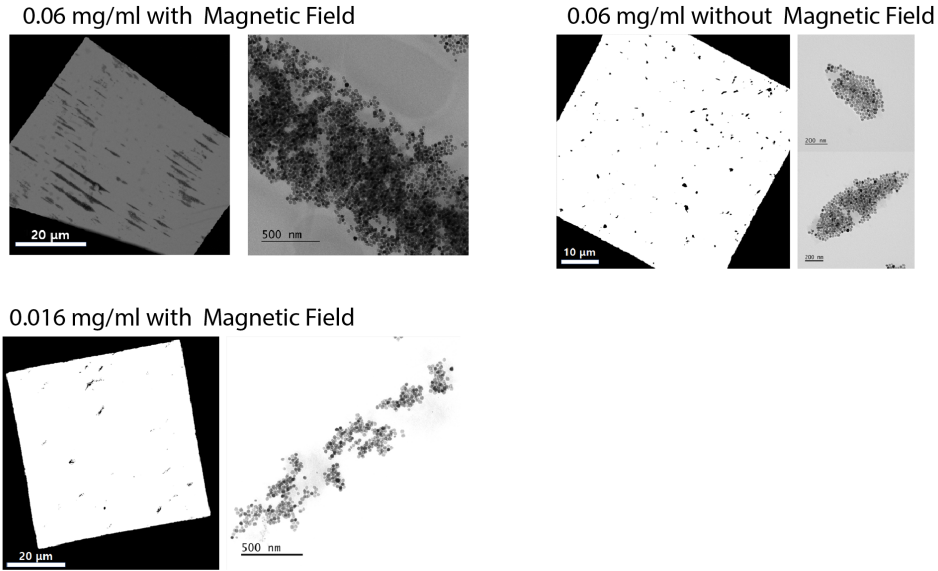 0.06 mg/ml with Magnetic Field
0.06 mg/ml without Magnetic Field
20 µm
500 nm
10 µm
200 nm
200 nm
0.016 mg/ml with Magnetic Field
20 µm
500 nm